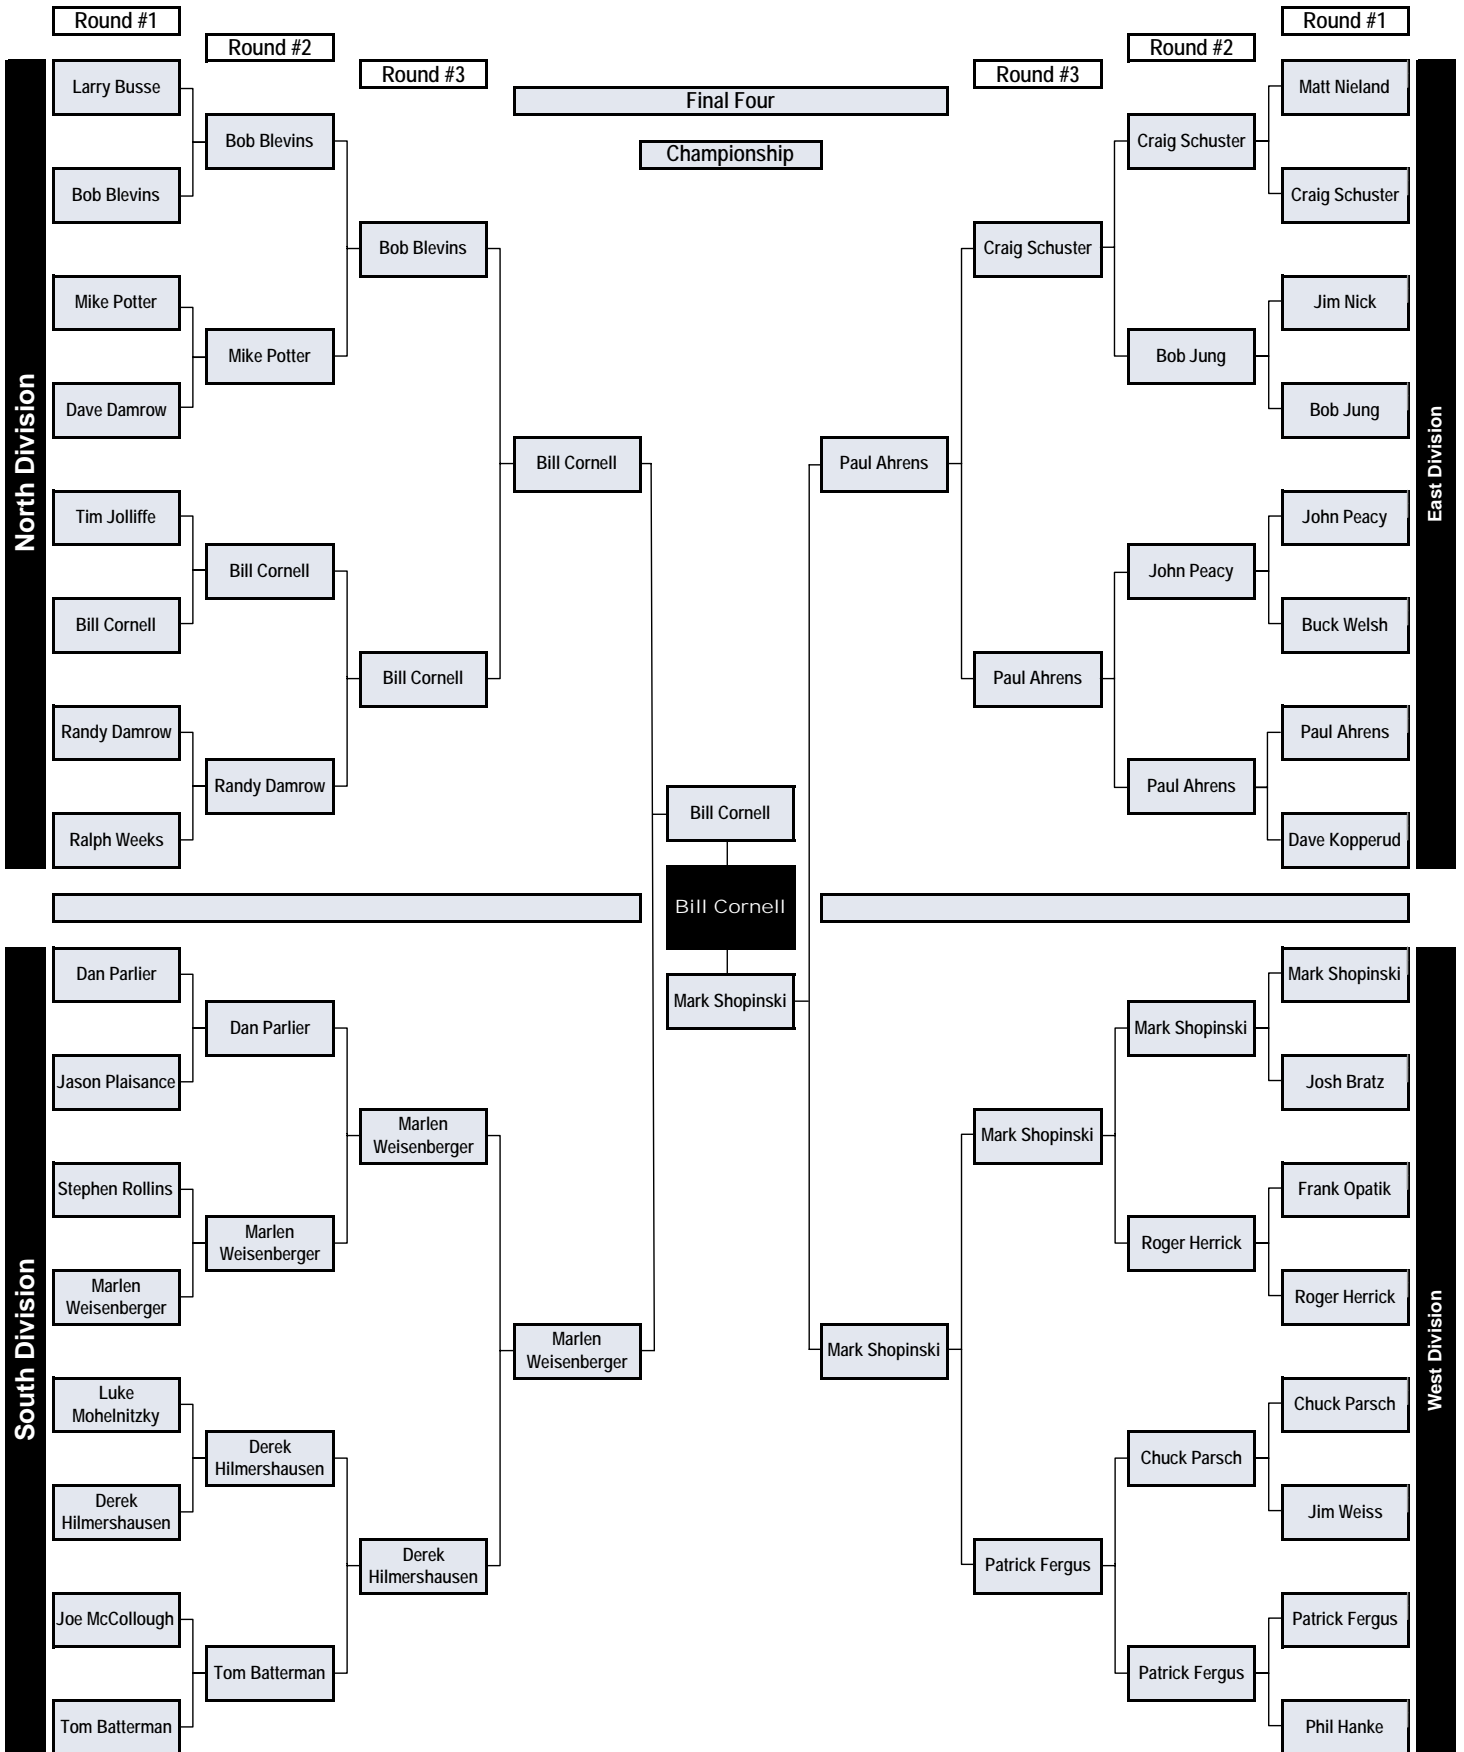 Round #1
Round #1
Round #2
Round #2
Round #3
Round #3
Final Four
Championship
North Division
Larry Busse
Bob Blevins
Mike Potter
Dave Damrow
Tim Jolliffe
Bill Cornell
Randy Damrow
Ralph Weeks
Bob Blevins
Mike Potter
Bill Cornell
Randy Damrow
Bob Blevins
Bill Cornell
Bill Cornell
South Division
Dan Parlier
Jason Plaisance
Stephen Rollins
Marlen
Weisenberger
Luke
Mohelnitzky
Derek
Hilmershausen
Joe McCollough
Tom Batterman
Dan Parlier
Marlen
Weisenberger
Derek
Hilmershausen
Tom Batterman
Marlen
Weisenberger
Derek
Hilmershausen
Marlen
Weisenberger
Bill Cornell
Bill Cornell
Mark Shopinski
Paul Ahrens
Craig Schuster
Paul Ahrens
Craig Schuster
Bob Jung
John Peacy
Paul Ahrens
Matt Nieland
Craig Schuster
Jim Nick
Bob Jung
John Peacy
Buck Welsh
Paul Ahrens
Dave Kopperud
East Division
Mark Shopinski
Mark Shopinski
Patrick Fergus
Mark Shopinski
Roger Herrick
Chuck Parsch
Patrick Fergus
Mark Shopinski
Josh Bratz
Frank Opatik
Roger Herrick
Chuck Parsch
Jim Weiss
Patrick Fergus
Phil Hanke
West Division